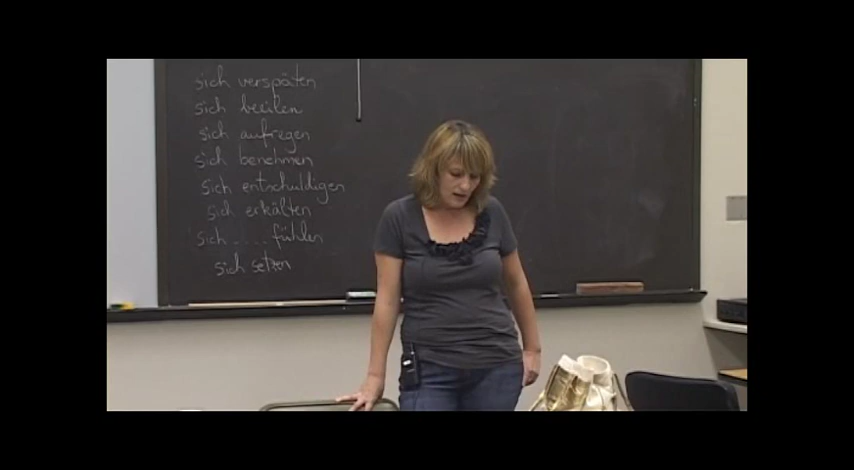 sich verspäten
sich beeilen
sich aufregen
sich benehmen
sich entschuldigen
sich erkälten
sich .... fühlen
sich setzen